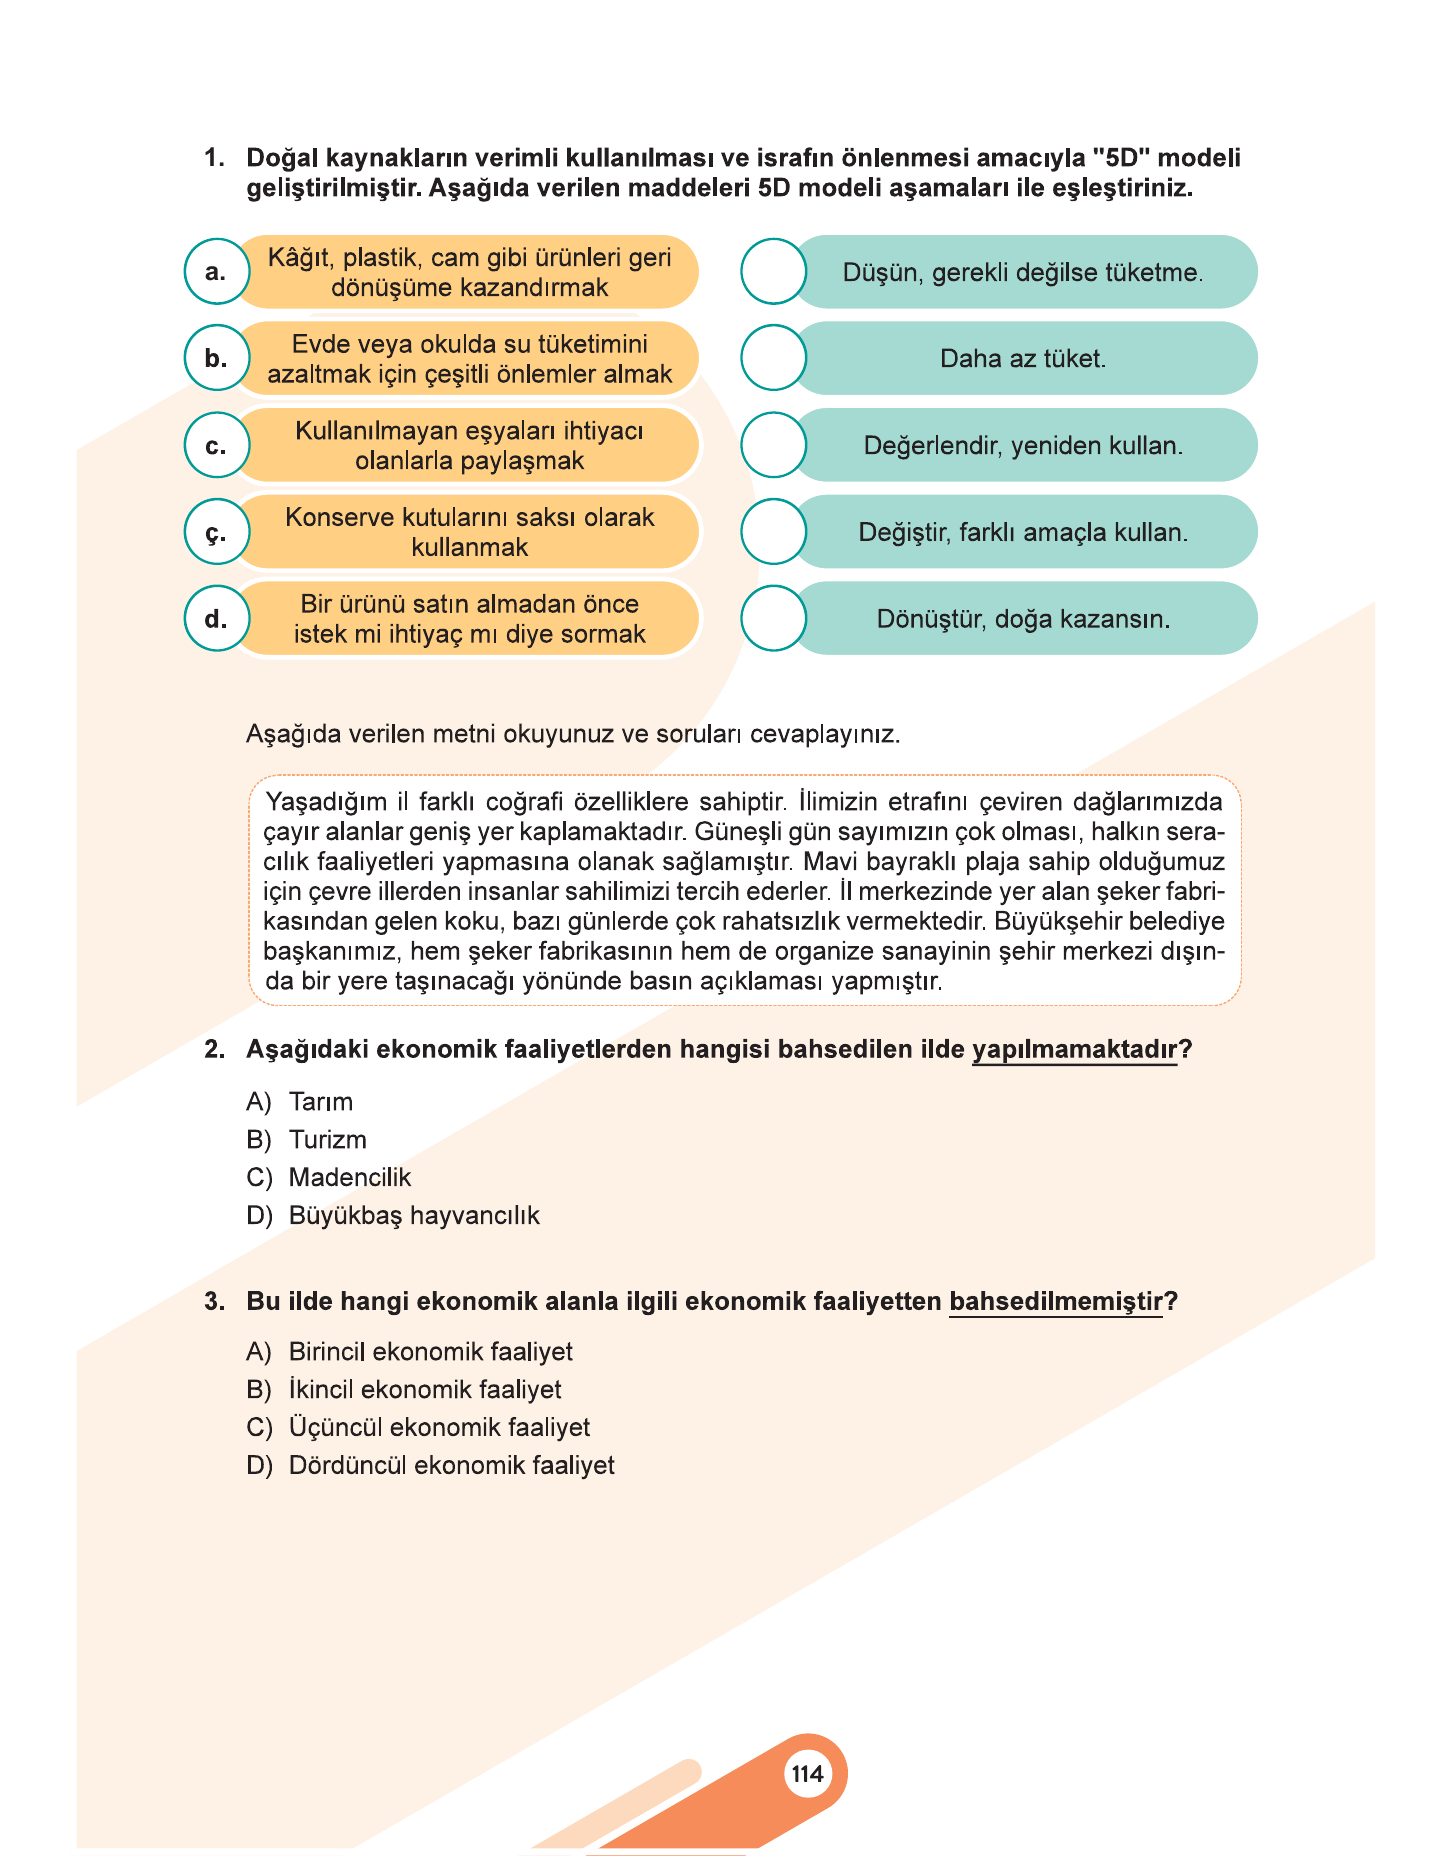 1. Doğal kaynakların verimli kullanılması ve israfın önlenmesi amacıyla "5D" modeli
geliştirilmiştir. Aşağıda verilen maddeleri 5D modeli aşamaları ile eşleştiriniz.
a. Kâğıt, plastik, cam gibi ürünleri geri
dönüşüme kazandırmak
Düşün, gerekli değilse tüketme.
b. Evde veya okulda su tüketimini
azaltmak için çeşitli önlemler almak
Daha az tüket.
c. Kullanılmayan eşyaları ihtiyacı
olanlarla paylaşmak
Değerlendir, yeniden kullan.
ç. Konserve kutularını saksı olarak
kullanmak
Değiştir, farklı amaçla kullan.
d. Bir ürünü satın almadan önce
istek mi ihtiyaç mı diye sormak
Dönüştür, doğa kazansın.
Aşağıda verilen metni okuyunuz ve soruları cevaplayınız.
Yaşadığım il farklı coğrafi özelliklere sahiptir. İlimizin etrafını çeviren dağlarımızda
çayır alanlar geniş yer kaplamaktadır. Güneşli gün sayımızın çok olması, halkın sera-
cılık faaliyetleri yapmasına olanak sağlamıştır. Mavi bayraklı plaja sahip olduğumuz
için çevre illerden insanlar sahilimizi tercih ederler. İl merkezinde yer alan şeker fabri-
kasından gelen koku, bazı günlerde çok rahatsızlık vermektedir. Büyükşehir belediye
başkanımız, hem şeker fabrikasının hem de organize sanayinin şehir merkezi dışın-
da bir yere taşınacağı yönünde basın açıklaması yapmıştır.
2. Aşağıdaki ekonomik faaliyetlerden hangisi bahsedilen ilde yapılmamaktadır?
A) Tarım
B) Turizm
C) Madencilik
D) Büyükbaş hayvancılık
3. Bu ilde hangi ekonomik alanla ilgili ekonomik faaliyetten bahsedilmemiştir?
A) Birincil ekonomik faaliyet
B) İkincil ekonomik faaliyet
C) Üçüncül ekonomik faaliyet
D) Dördüncül ekonomik faaliyet
114